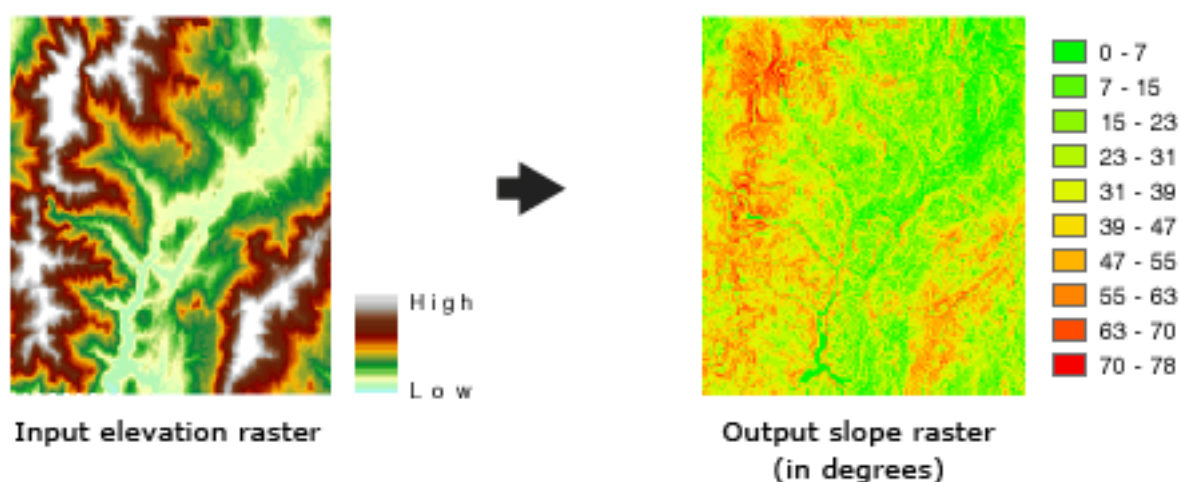 High
Low
Input elevation raster
0 - 7
7 - 15
15 - 23
23 - 31
31 - 39
39 - 47
47 - 55
55 - 63
63 - 70
70 - 78
Output slope raster
(in degrees)